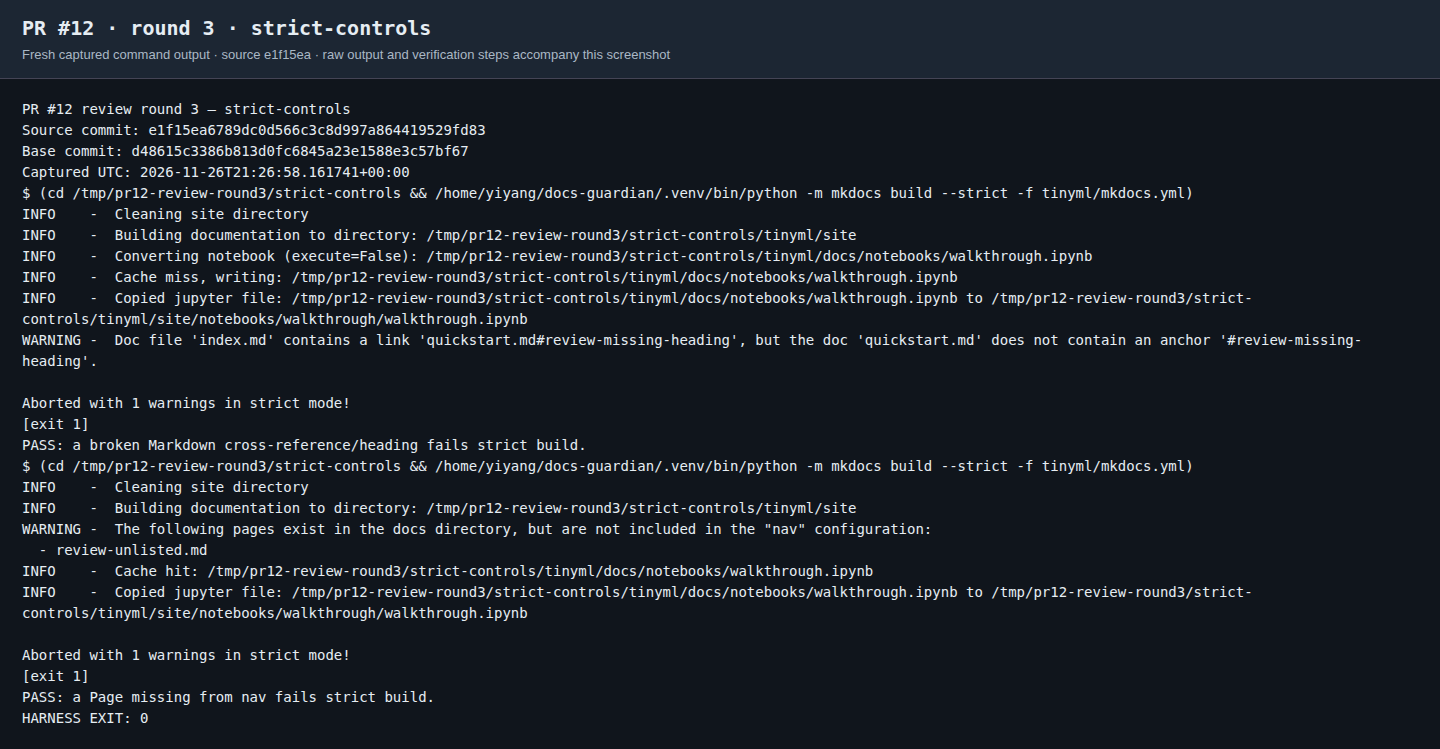 PR #12 · round 3 · strict-controls
Fresh captured command output · source e1f15ea · raw output and verification steps accompany this screenshot
PR #12 review round 3 — strict-controls
Source commit: e1f15ea6789dc0d566c3c8d997a864419529fd83
Base commit: d48615c3386b813d0fc6845a23e1588e3c57bf67
Captured UTC: 2026-11-26T21:26:58.161741+00:00
$ (cd /tmp/pr12-review-round3/strict-controls && /home/yiyang/docs-guardian/.venv/bin/python -m mkdocs build --strict -f tinyml/mkdocs.yml)
INFO    -  Cleaning site directory
INFO    -  Building documentation to directory: /tmp/pr12-review-round3/strict-controls/tinyml/site
INFO    -  Converting notebook (execute=False): /tmp/pr12-review-round3/strict-controls/tinyml/docs/notebooks/walkthrough.ipynb
INFO    -  Cache miss, writing: /tmp/pr12-review-round3/strict-controls/tinyml/docs/notebooks/walkthrough.ipynb
INFO    -  Copied jupyter file: /tmp/pr12-review-round3/strict-controls/tinyml/docs/notebooks/walkthrough.ipynb to /tmp/pr12-review-round3/strict-
controls/tinyml/site/notebooks/walkthrough/walkthrough.ipynb
WARNING -  Doc file 'index.md' contains a link 'quickstart.md#review-missing-heading', but the doc 'quickstart.md' does not contain an anchor '#review-missing-
heading'.
Aborted with 1 warnings in strict mode!
[exit 1]
PASS: a broken Markdown cross-reference/heading fails strict build.
$ (cd /tmp/pr12-review-round3/strict-controls && /home/yiyang/docs-guardian/.venv/bin/python -m mkdocs build --strict -f tinyml/mkdocs.yml)
INFO    -  Cleaning site directory
INFO    -  Building documentation to directory: /tmp/pr12-review-round3/strict-controls/tinyml/site
WARNING -  The following pages exist in the docs directory, but are not included in the "nav" configuration:
  - review-unlisted.md
INFO    -  Cache hit: /tmp/pr12-review-round3/strict-controls/tinyml/docs/notebooks/walkthrough.ipynb
INFO    -  Copied jupyter file: /tmp/pr12-review-round3/strict-controls/tinyml/docs/notebooks/walkthrough.ipynb to /tmp/pr12-review-round3/strict-
controls/tinyml/site/notebooks/walkthrough/walkthrough.ipynb
Aborted with 1 warnings in strict mode!
[exit 1]
PASS: a Page missing from nav fails strict build.
HARNESS EXIT: 0